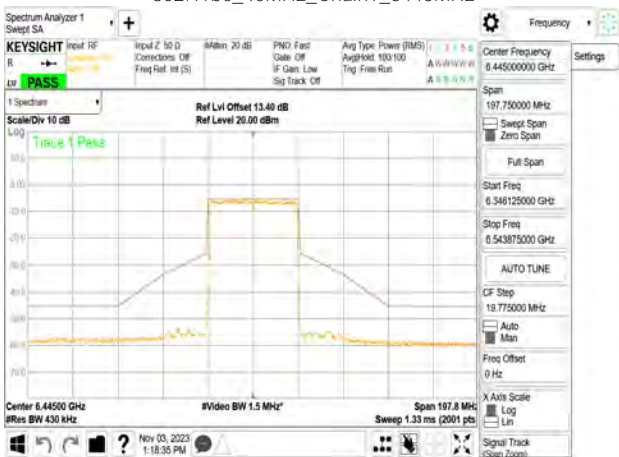 Spectrum Analyzer 1
Swept SA
+
Frequency
KEYSIGHT
Input: RF
Input Z: 50 Ω
#Atten: 20 dB
PNO: Fast
Avg Type: Power (RMS)
Center Frequency
Settings
R
Corrections: Off
Gate: Off
Avg|Hold: 100/100
6.445000000 GHz
Freq Ref: Int (S)
IF Gain: Low
Trig: Free Run
PASS
Sig Track: Off
Span
197.750000 MHz
1 Spectrum
Ref Lvl Offset 13.40 dB
Swept Span
Scale/Div 10 dB
Ref Level 20.00 dBm
Zero Span
Log
Trace 1 Pass
Full Span
Start Freq
6.346125000 GHz
Stop Freq
6.543875000 GHz
AUTO TUNE
CF Step
19.775000 MHz
Auto
Man
Freq Offset
0 Hz
X Axis Scale
Center 6.44500 GHz
#Video BW 1.5 MHz*
Span 197.8 MHz
Log
#Res BW 430 kHz
Sweep 1.33 ms (2001 pts
Lin
Nov 03, 2023
1:18:35 PM
?
Signal Track
(Span Zoom)